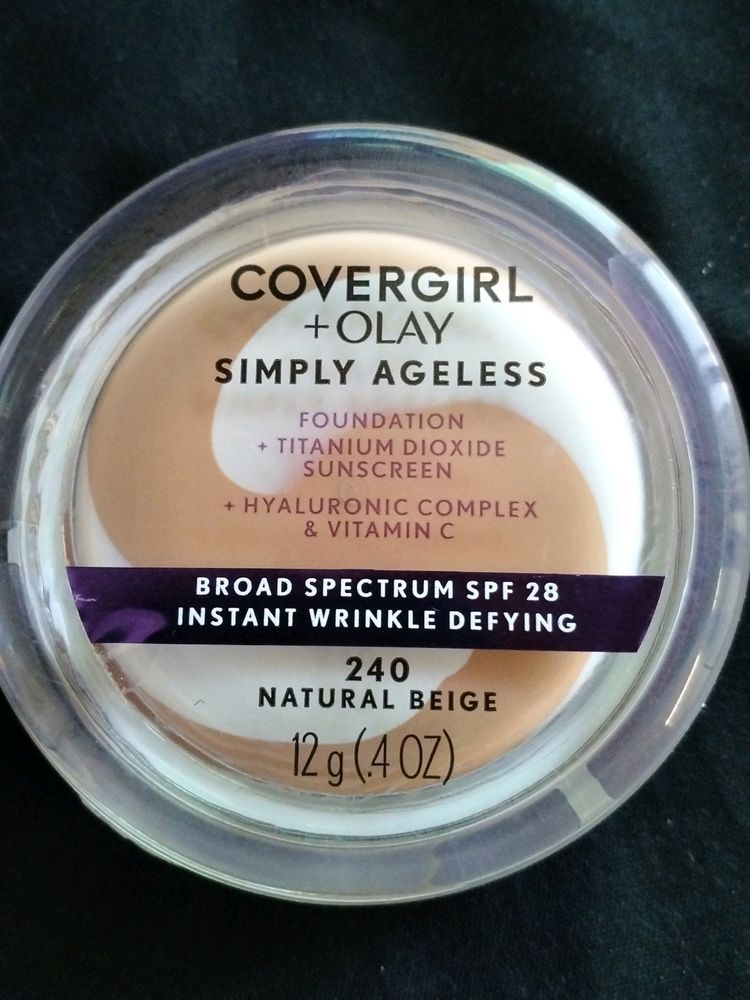 COVERGIRL
+OLAY
SIMPLY AGELESS
FOUNDATION
+ TITANIUM DIOXIDE
SUNSCREEN
+ HYALURONIC COMPLEX
& VITAMIN C
BROAD SPECTRUM SPF 28
INSTANT WRINKLE DEFYING
240
NATURAL BEIGE
12 g (.4 OZ)